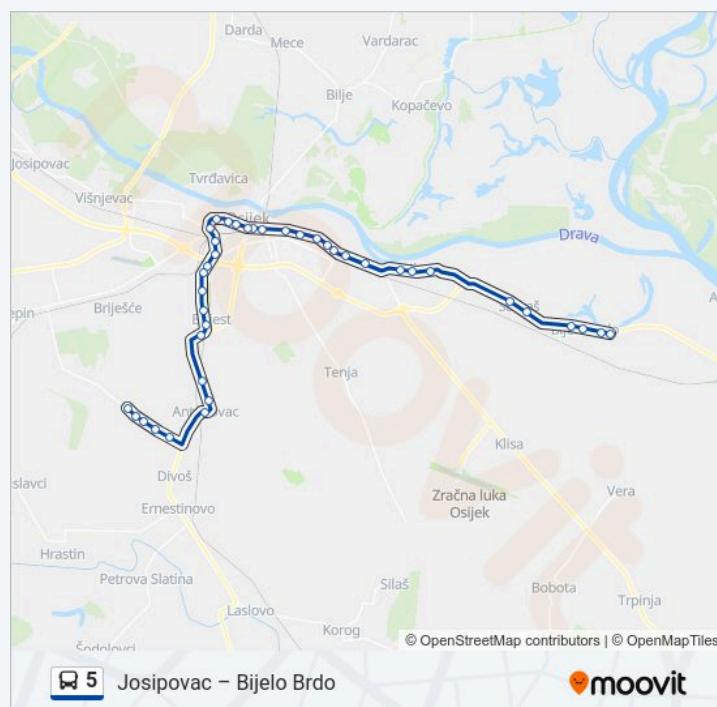 Darda
Mece
Vardarac
Bilje
Kopačevo
Josipovac
Tvrđavica
Višnjevac
Osijek
Drava
Briješće
Tenja
Klisa
Divoš
Ernestinovo
Zračna luka
Osijek
Vera
Hrastin
Petrova Slatina
Silaš
Bobota
Trpinja
Laslovo
Korog
© OpenStreetMap contributors | © OpenMapTiles
5 Josipovac – Bijelo Brdo
moovit